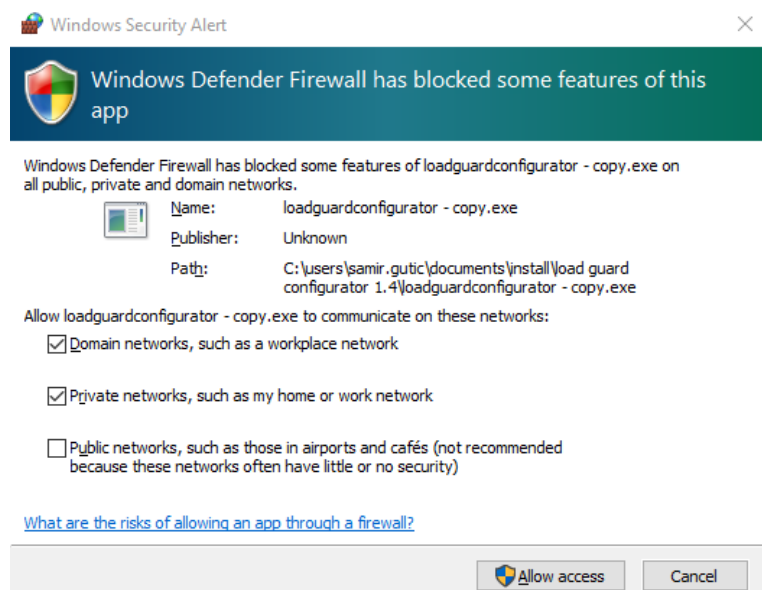 Windows Security Alert
Windows Defender Firewall has blocked some features of this
app
Windows Defender Firewall has blocked some features of loadguardconfigurator - copy.exe on
all public, private and domain networks.
Name: loadguardconfigurator - copy.exe
Publisher: Unknown
Path: C:\users\samir.gutic\documents\install\load guard
configurator 1.4\loadguardconfigurator - copy.exe
Allow loadguardconfigurator - copy.exe to communicate on these networks:
Domain networks, such as a workplace network
Private networks, such as my home or work network
Public networks, such as those in airports and cafés (not recommended
because these networks often have little or no security)
What are the risks of allowing an app through a firewall?
Allow access Cancel